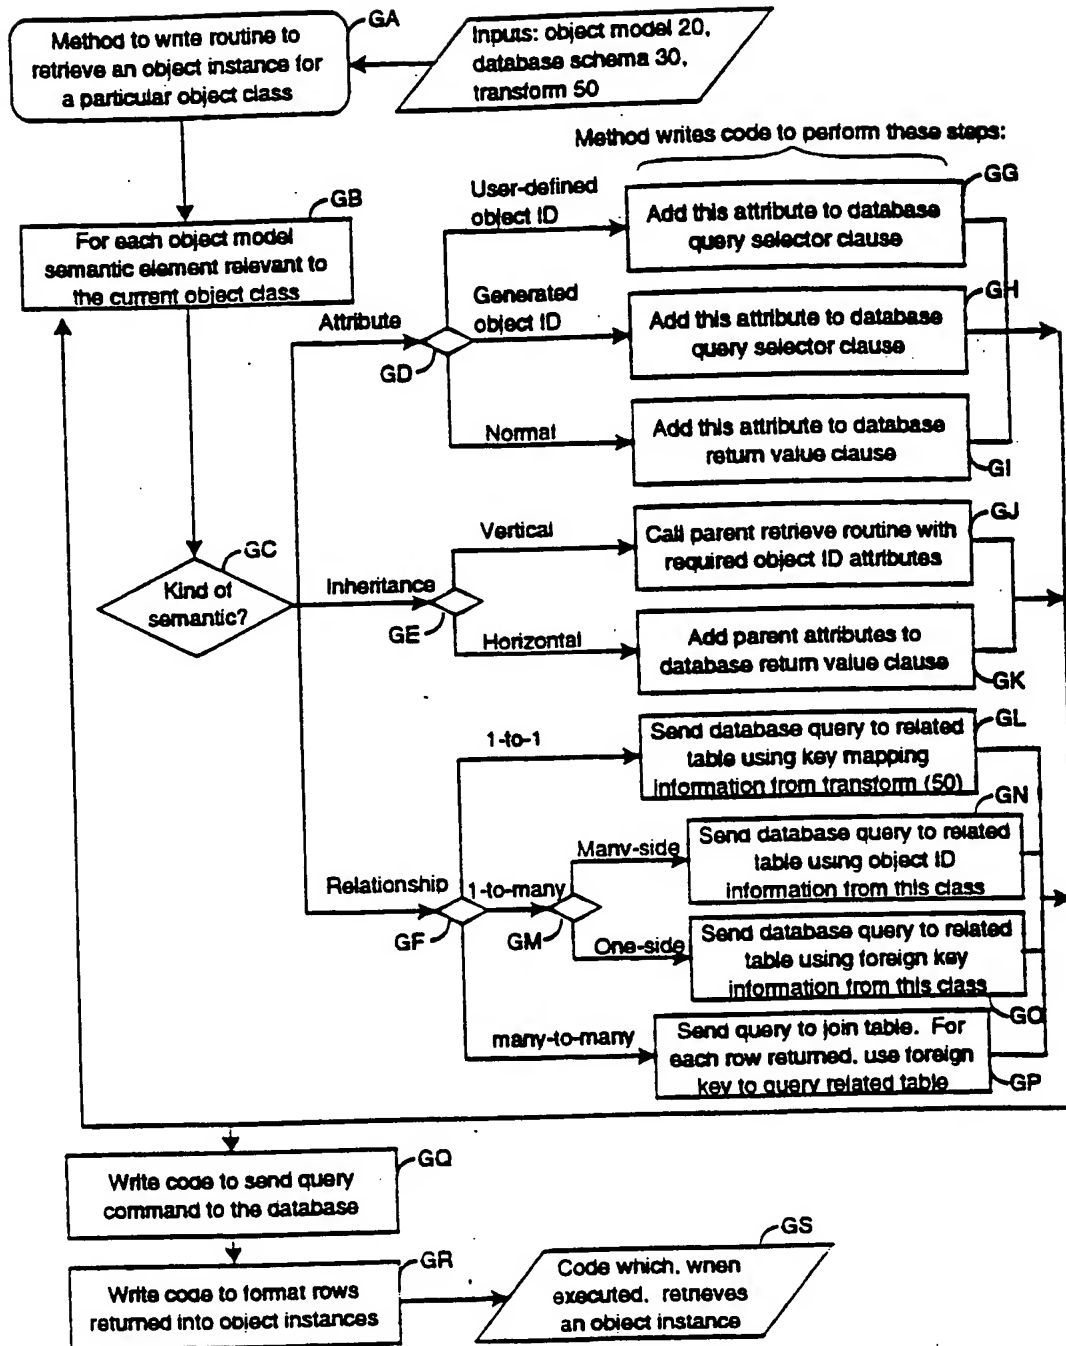 GA
Method to write routine to
retrieve an object instance for
a particular object class
Inputs: object model 20,
database schema 30,
transform 50
Method writes code to perform these steps:
GB
For each object model
semantic element relevant to
the current object class
User-defined
object ID
GG
Add this attribute to database
query selector clause
Attribute
GD
Generated
object ID
GH
Add this attribute to database
query selector clause
Normal
Add this attribute to database
return value clause
GI
GC
Kind of
semantic?
Inheritance
GE
Vertical
GJ
Call parent retrieve routine with
required object ID attributes
Horizontal
Add parent attributes to
database return value clause
GK
1-to-1
GL
Send database query to related
table using key mapping
information from transform (50)
Relationship
GF
1-to-many
GM
Many-side
GN
Send database query to related
table using object ID
information from this class
One-side
Send database query to related
table using foreign key
information from this class
GO
many-to-many
Send query to join table. For
each row returned, use foreign
key to query related table
GP
GQ
Write code to send query
command to the database
GR
Write code to format rows
returned into object instances
GS
Code which, when
executed, retrieves
an object instance